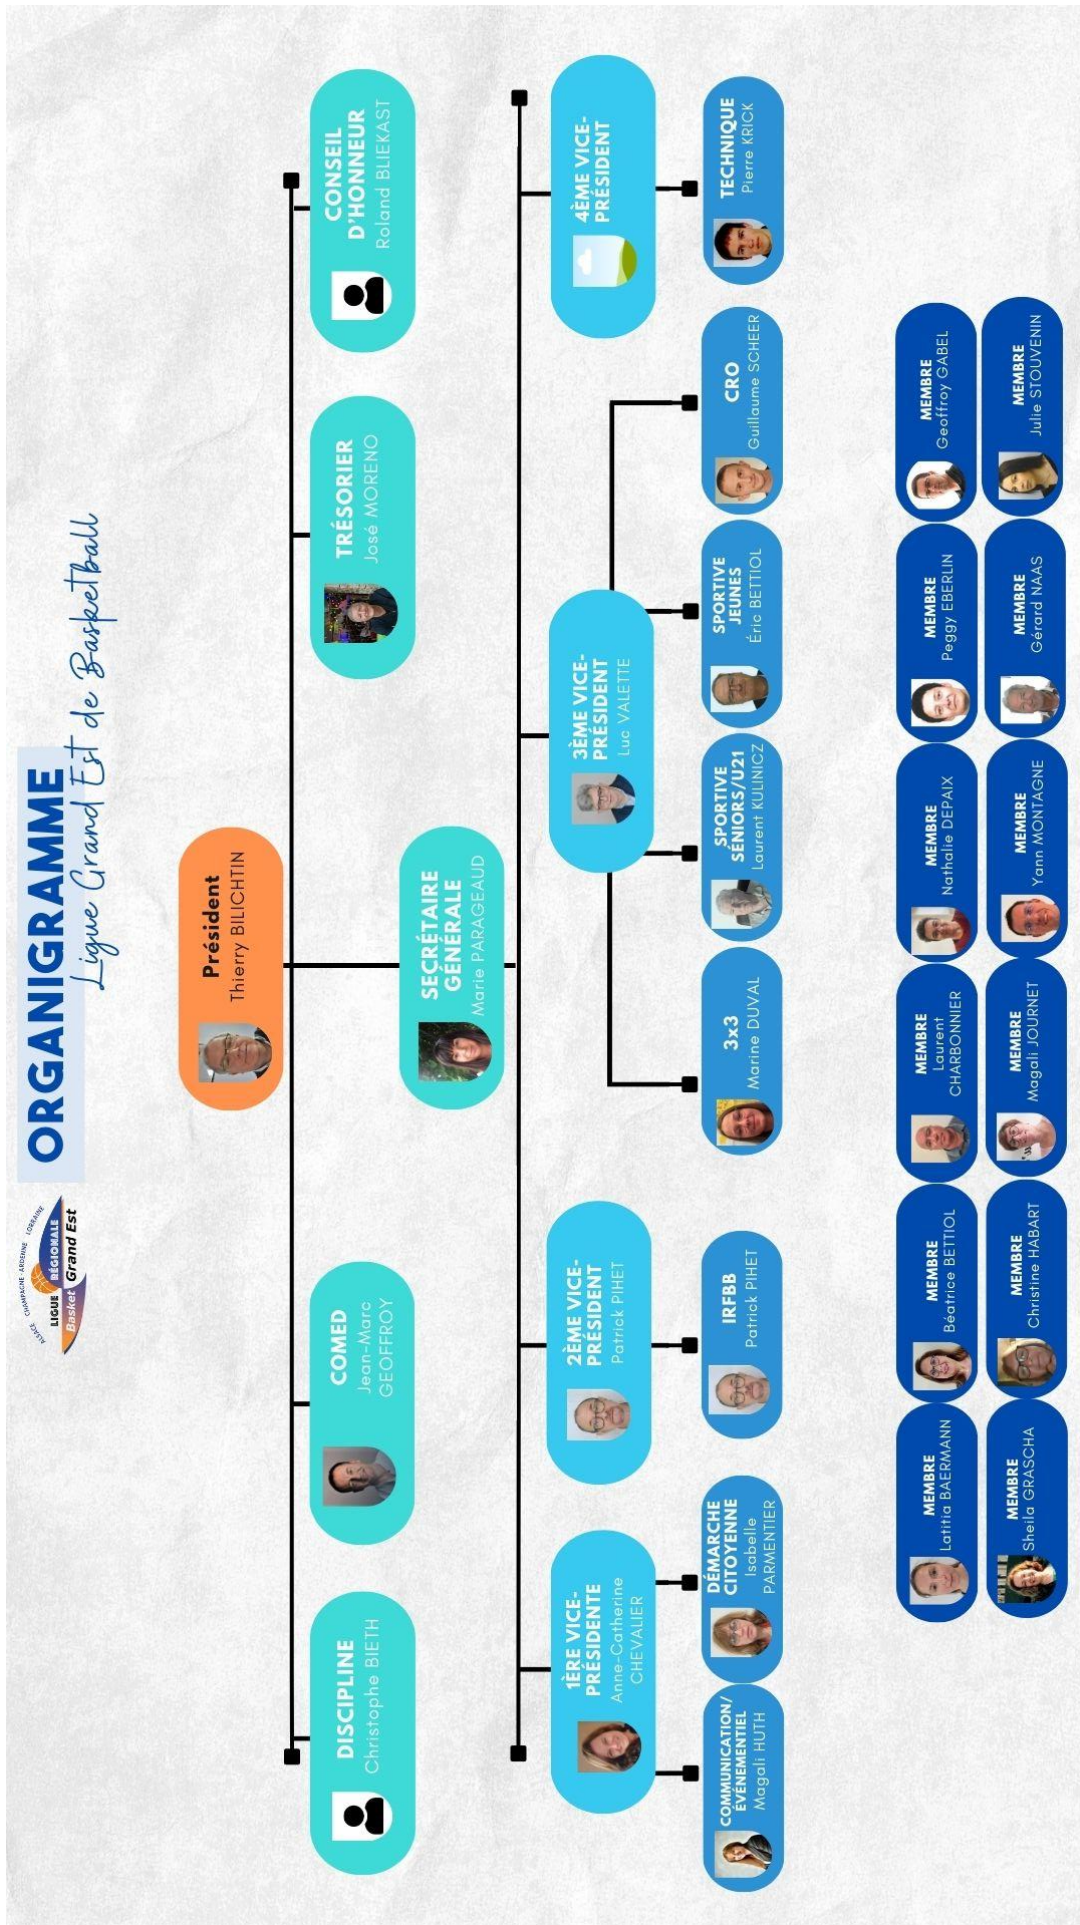 ALSACE CHAMPAGNE-ARDENNE LORRAINE
LIGUE RÉGIONALE
Basket Grand Est
ORGANIGRAMME
Ligue Grand Est de Basketball
Président
Thierry BILICHTIN
DISCIPLINE
Christophe BIETH
COMED
Jean-Marc
GEOFFROY
TRÉSORIER
José MORENO
CONSEIL
D'HONNEUR
Roland BLIEKAST
SECRÉTAIRE
GÉNÉRALE
Marie PARAGEAUD
1ÈRE VICE-
PRÉSIDENTE
Anne-Catherine
CHEVALIER
2ÈME VICE-
PRÉSIDENT
Patrick PIHET
3ÈME VICE-
PRÉSIDENT
Luc VALETTE
4ÈME VICE-
PRÉSIDENT
COMMUNICATION/
ÉVÉNEMENTIEL
Magali HUTH
DÉMARCHE
CITOYENNE
Isabelle
PARMENTIER
IRFBB
Patrick PIHET
3x3
Marine DUVAL
SPORTIVE
SÉNIORS/U21
Laurent KULINICZ
SPORTIVE
JEUNES
Éric BETTIOL
CRO
Guillaume SCHEER
TECHNIQUE
Pierre KRICK
MEMBRE
Latitia BAERMANN
MEMBRE
Béatrice BETTIOL
MEMBRE
Laurent
CHARBONNIER
MEMBRE
Nathalie DEPAIX
MEMBRE
Peggy EBERLIN
MEMBRE
Geoffroy GABEL
MEMBRE
Sheila GRASCHA
MEMBRE
Christine HABART
MEMBRE
Magali JOURNET
MEMBRE
Yann MONTAGNE
MEMBRE
Gérard NAAS
MEMBRE
Julie STOUVENIN